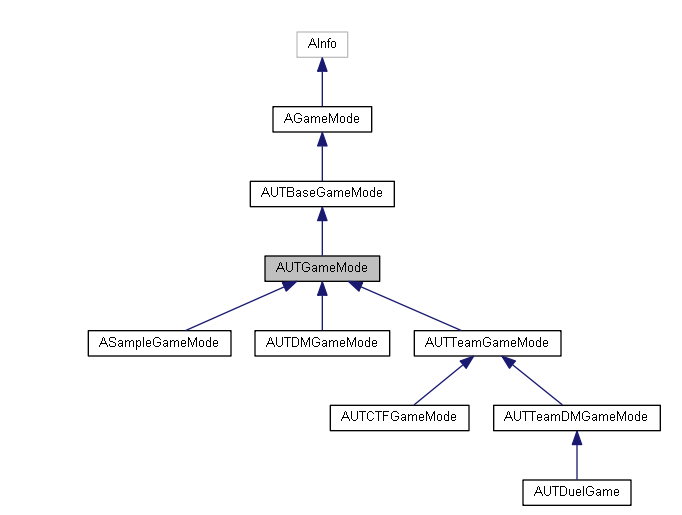 AInfo
AGameMode
AUTBaseGameMode
AUTGameMode
ASampleGameMode
AUTDMGameMode
AUTTeamGameMode
AUTCTFGameMode
AUTTeamDMGameMode
AUTDuelGame